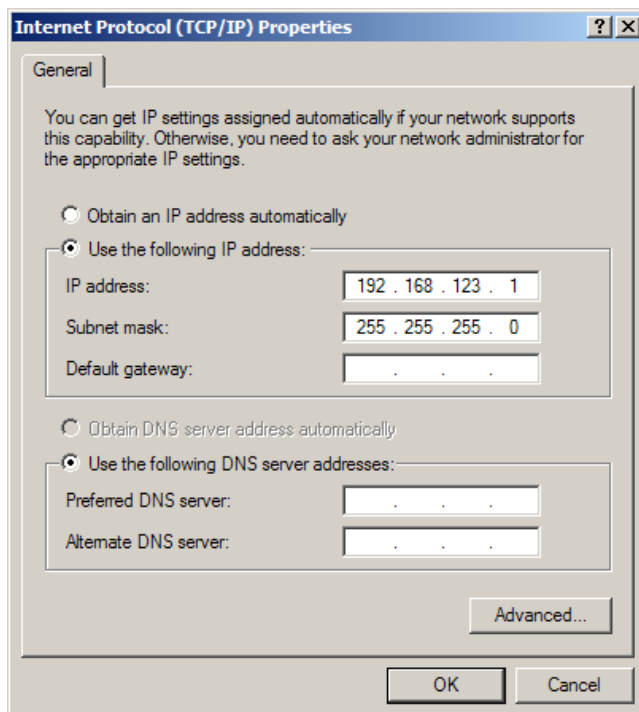 Internet Protocol (TCP/IP) Properties
General
You can get IP settings assigned automatically if your network supports
this capability. Otherwise, you need to ask your network administrator for
the appropriate IP settings.
Obtain an IP address automatically
Use the following IP address:
IP address: 192 . 168 . 123 . 1
Subnet mask: 255 . 255 . 255 . 0
Default gateway: . . .
Obtain DNS server address automatically
Use the following DNS server addresses:
Preferred DNS server: . . .
Alternate DNS server: . . .
Advanced...
OK Cancel